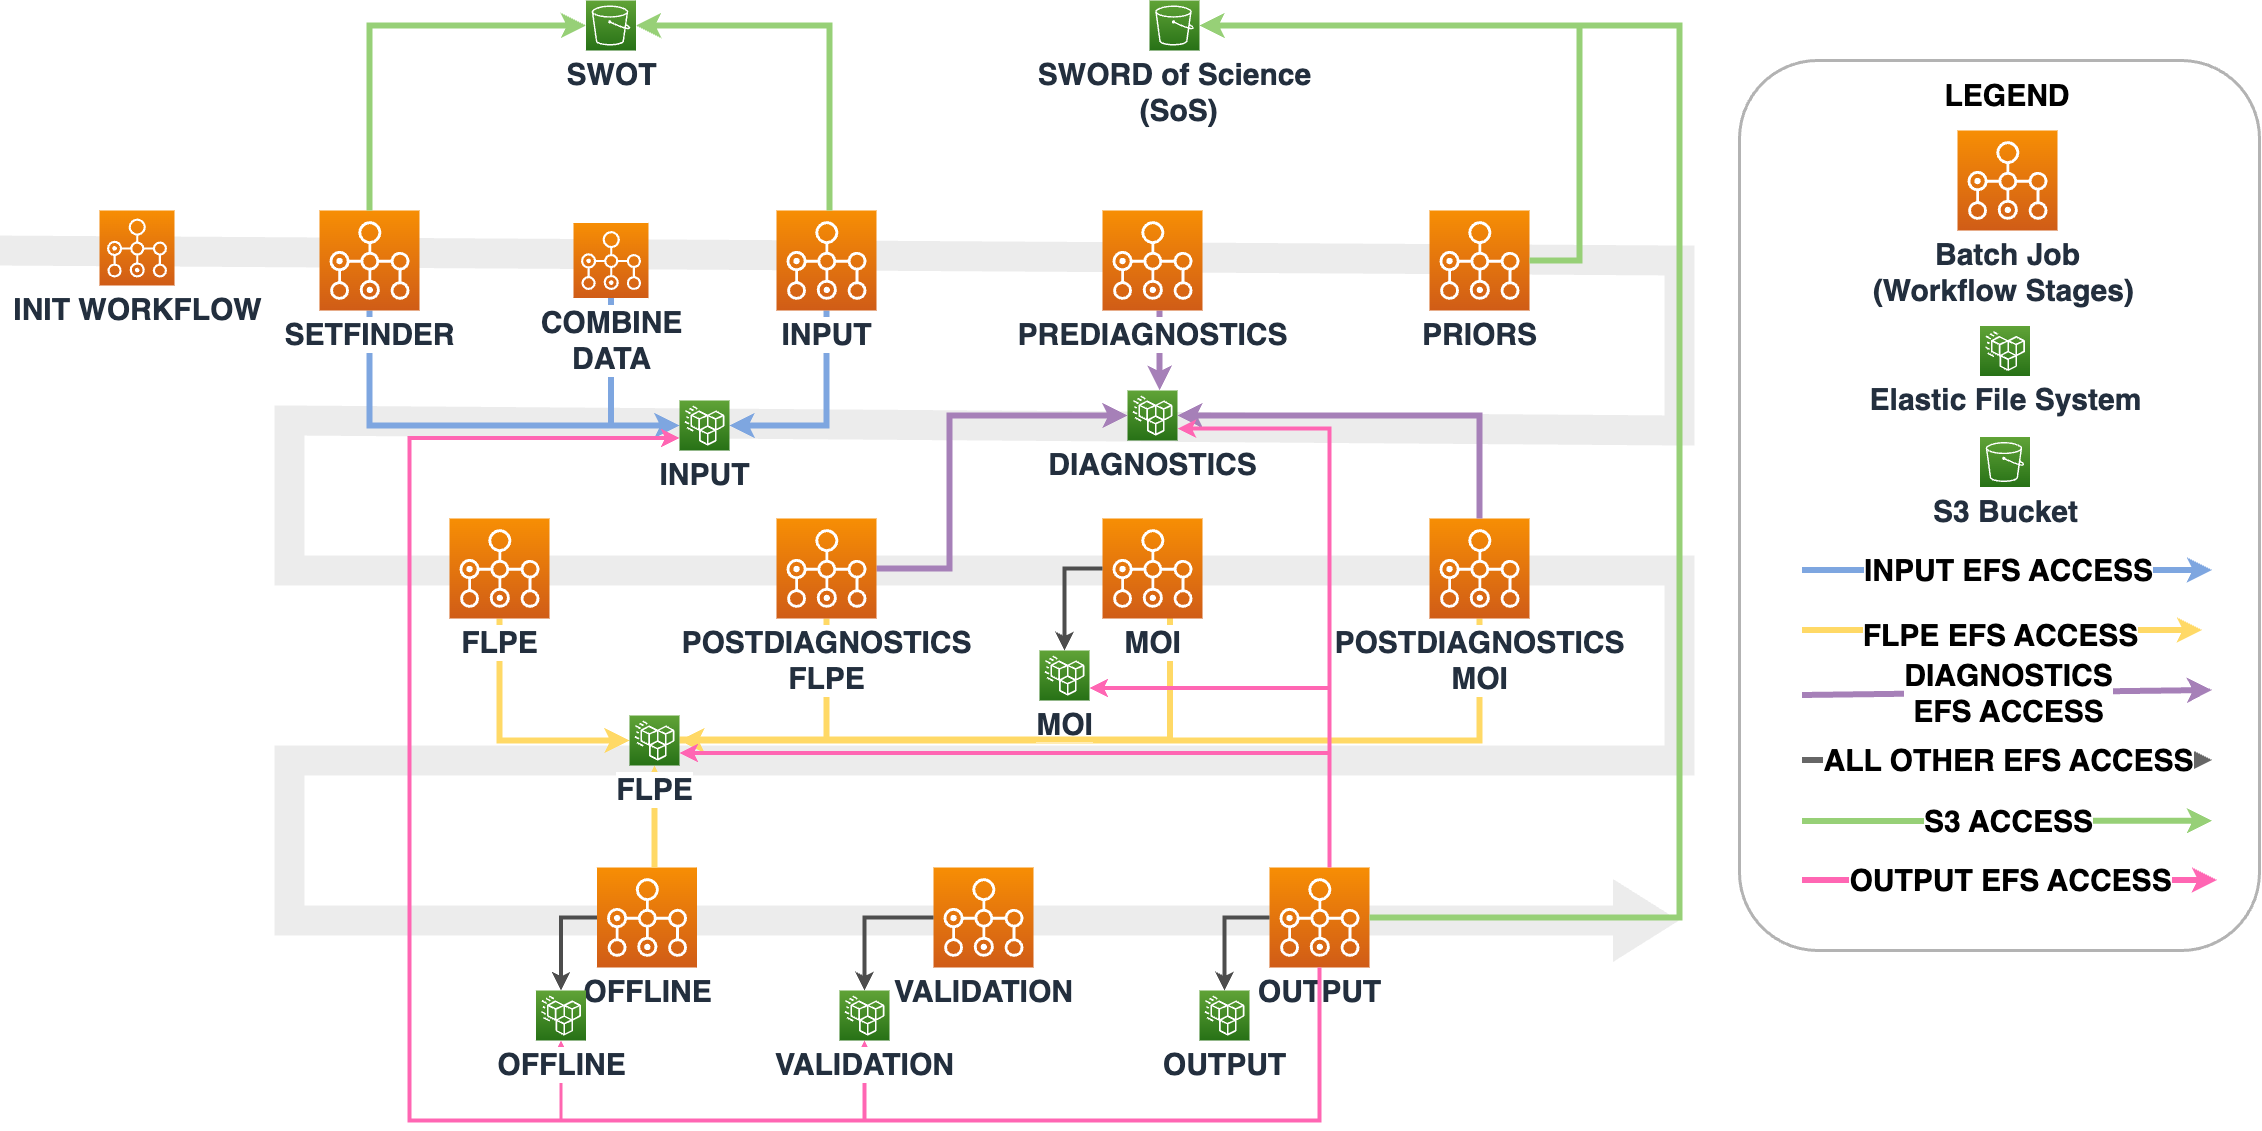 SWOT
SWORD of Science
(SoS)
INIT WORKFLOW
SETFINDER
COMBINE
DATA
INPUT
PREDIAGNOSTICS
PRIORS
INPUT
DIAGNOSTICS
FLPE
POSTDIAGNOSTICS
FLPE
MOI
POSTDIAGNOSTICS
MOI
MOI
FLPE
OFFLINE
VALIDATION
OUTPUT
OFFLINE
VALIDATION
OUTPUT
LEGEND
Batch Job
(Workflow Stages)
Elastic File System
S3 Bucket
INPUT EFS ACCESS
FLPE EFS ACCESS
DIAGNOSTICS
EFS ACCESS
ALL OTHER EFS ACCESS
S3 ACCESS
OUTPUT EFS ACCESS